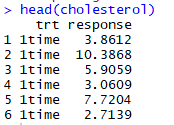 > head(cholesterol)
trt response
1 1time 3.8612
2 1time 10.3868
3 1time 5.9059
4 1time 3.0609
5 1time 7.7204
6 1time 2.7139